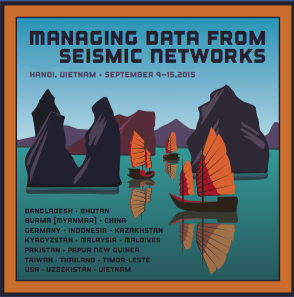 MANAGING DATA FROM
SEISMIC NETWORKS
HANOI, VIETNAM • SEPTEMBER 9-15,2015
BANGLADESH • BHUTAN
BURMA [MYANMAR] • CHINA
GERMANY • INDONESIA • KAZAKHSTAN
KYRGYZSTAN • MALAYSIA • MALDIVES
PAKISTAN • PAPUA NEW GUINEA
TAIWAN • THAILAND • TIMOR-LESTE
USA • UZBEKISTAN • VIETNAM